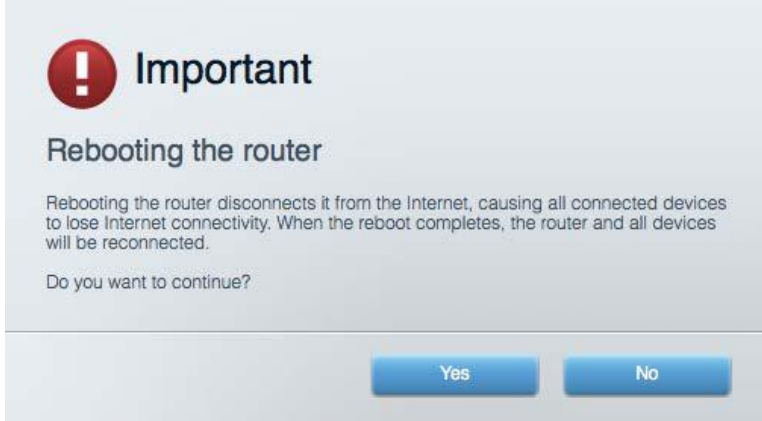 Important
Rebooting the router
Rebooting the router disconnects it from the Internet, causing all connected devices
to lose Internet connectivity. When the reboot completes, the router and all devices
will be reconnected.
Do you want to continue?
Yes
No